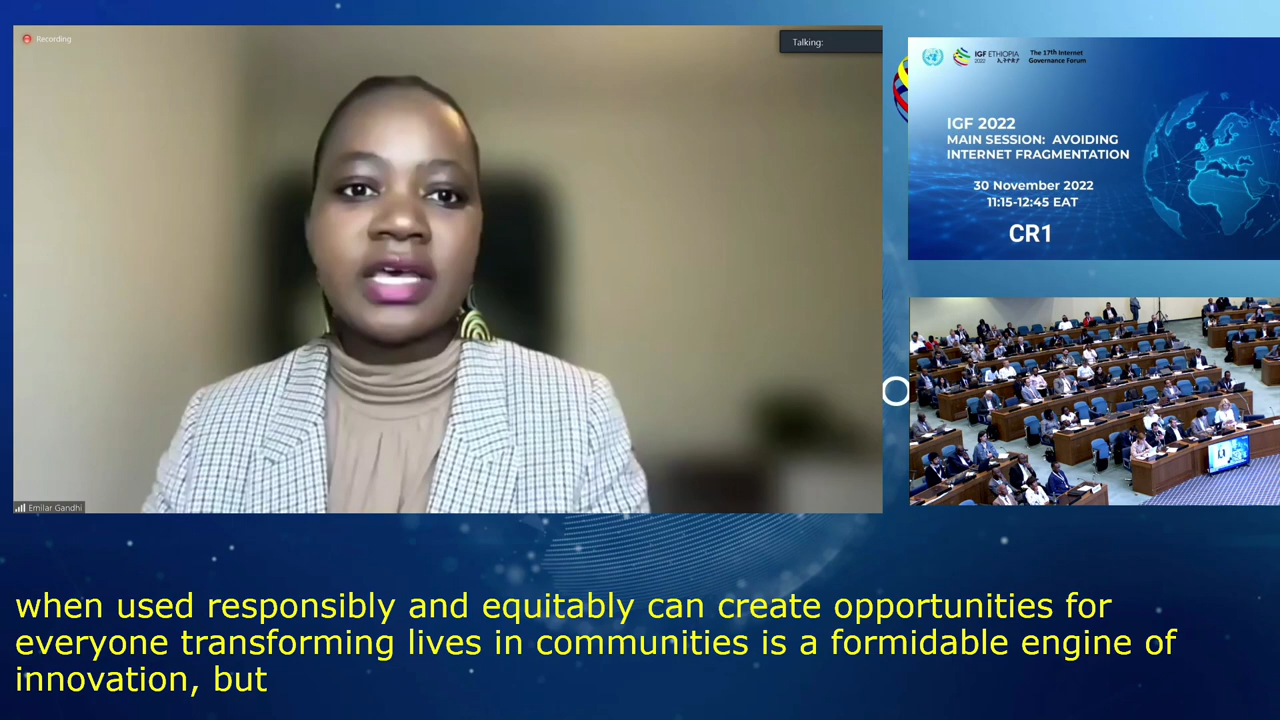 Recording
Talking:
IGF ETHIOPIA
2022 ኢትዮጵያ
The 17th Internet
Governance Forum
IGF 2022
MAIN SESSION: AVOIDING
INTERNET FRAGMENTATION
30 November 2022
11:15-12:45 EAT
CR1
O
Emilar Gandhi
when used responsibly and equitably can create opportunities for
everyone transforming lives in communities is a formidable engine of
innovation, but